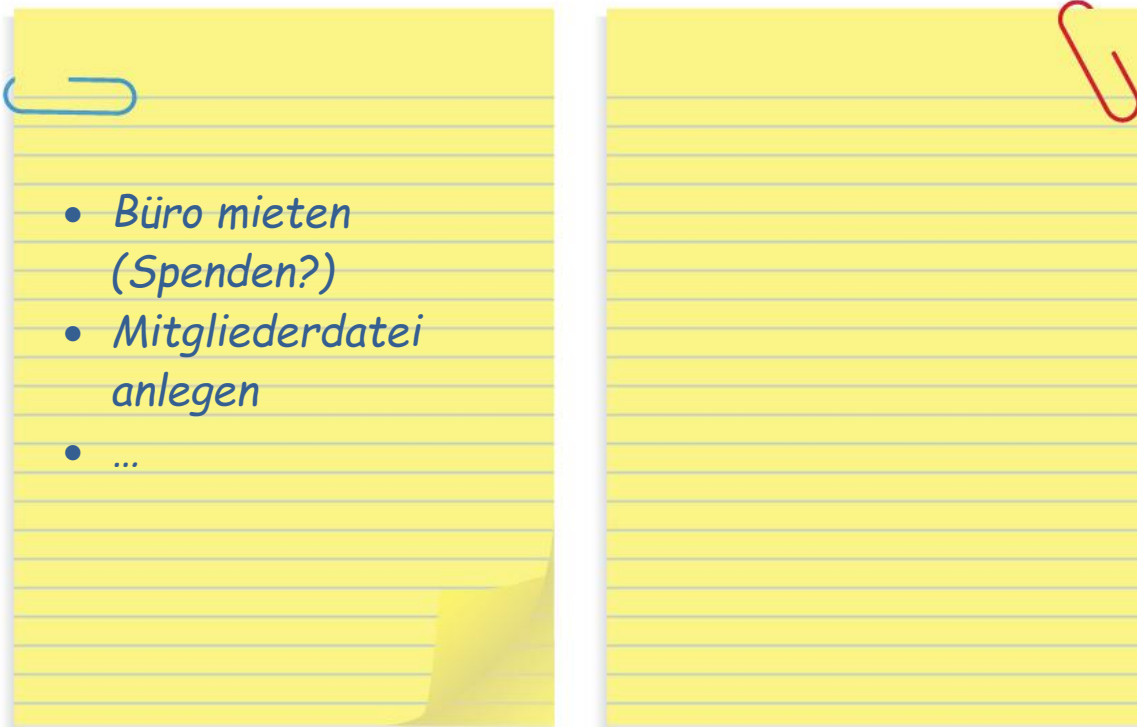 • Büro mieten
(Spenden?)
• Mitgliederdatei
anlegen
• …